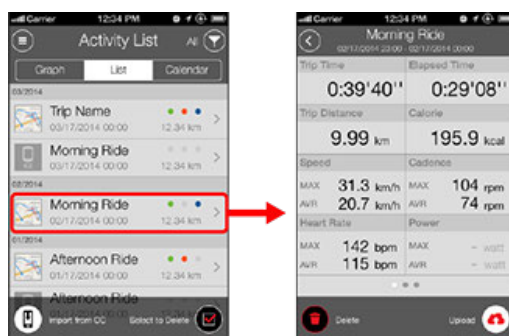 Carrier 12:34 PM
Activity List
All
Graph List Calendar
03/2014
Trip Name
03/17/2014 00:00 12.34 km
Morning Ride
03/17/2014 00:00 12.34 km
02/2014
Morning Ride
02/17/2014 00:00 12.34 km
01/2014
Afternoon Ride
01/17/2014 00:00 12.34 km
Afternoon Ride
Import from CC Select to Delete
Carrier 12:34 PM
Morning Ride
02/17/2014 23:00 - 02/17/2014 00:00
Trip Time Elapsed Time
0:39'40'' 0:29'08''
Trip Distance Calorie
9.99 km 195.9 kcal
Speed Cadence
MAX 31.3 km/h MAX 104 rpm
AVR 20.7 km/h AVR 74 rpm
Heart Rate Power
MAX 142 bpm MAX - watt
AVR 115 bpm AVR - watt
Delete Upload